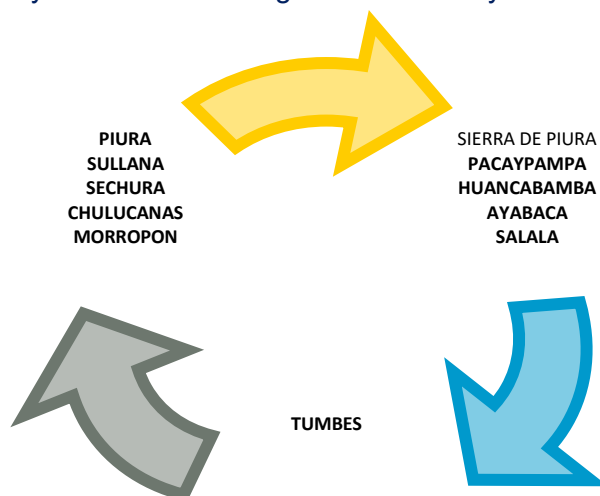 PIURA
SULLANA
SECHURA
CHULUCANAS
MORROPON
SIERRA DE PIURA
PACAYPAMPA
HUANCABAMBA
AYABACA
SALALA
TUMBES